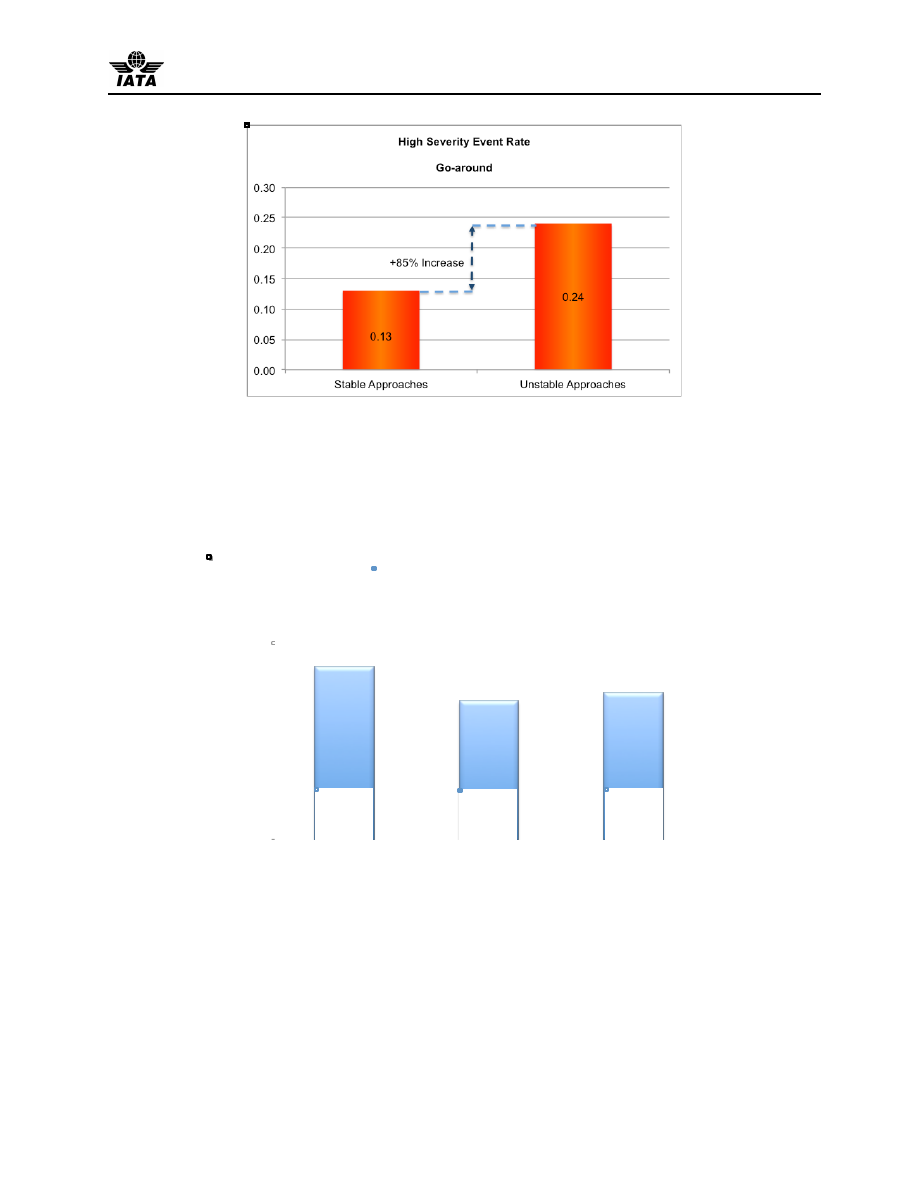 IATA
High Severity Event Rate
Go-around
0.30
0.25
0.20
+85% Increase
0.15
0.24
0.10
0.13
0.05
0.00
Stable Approaches Unstable Approaches